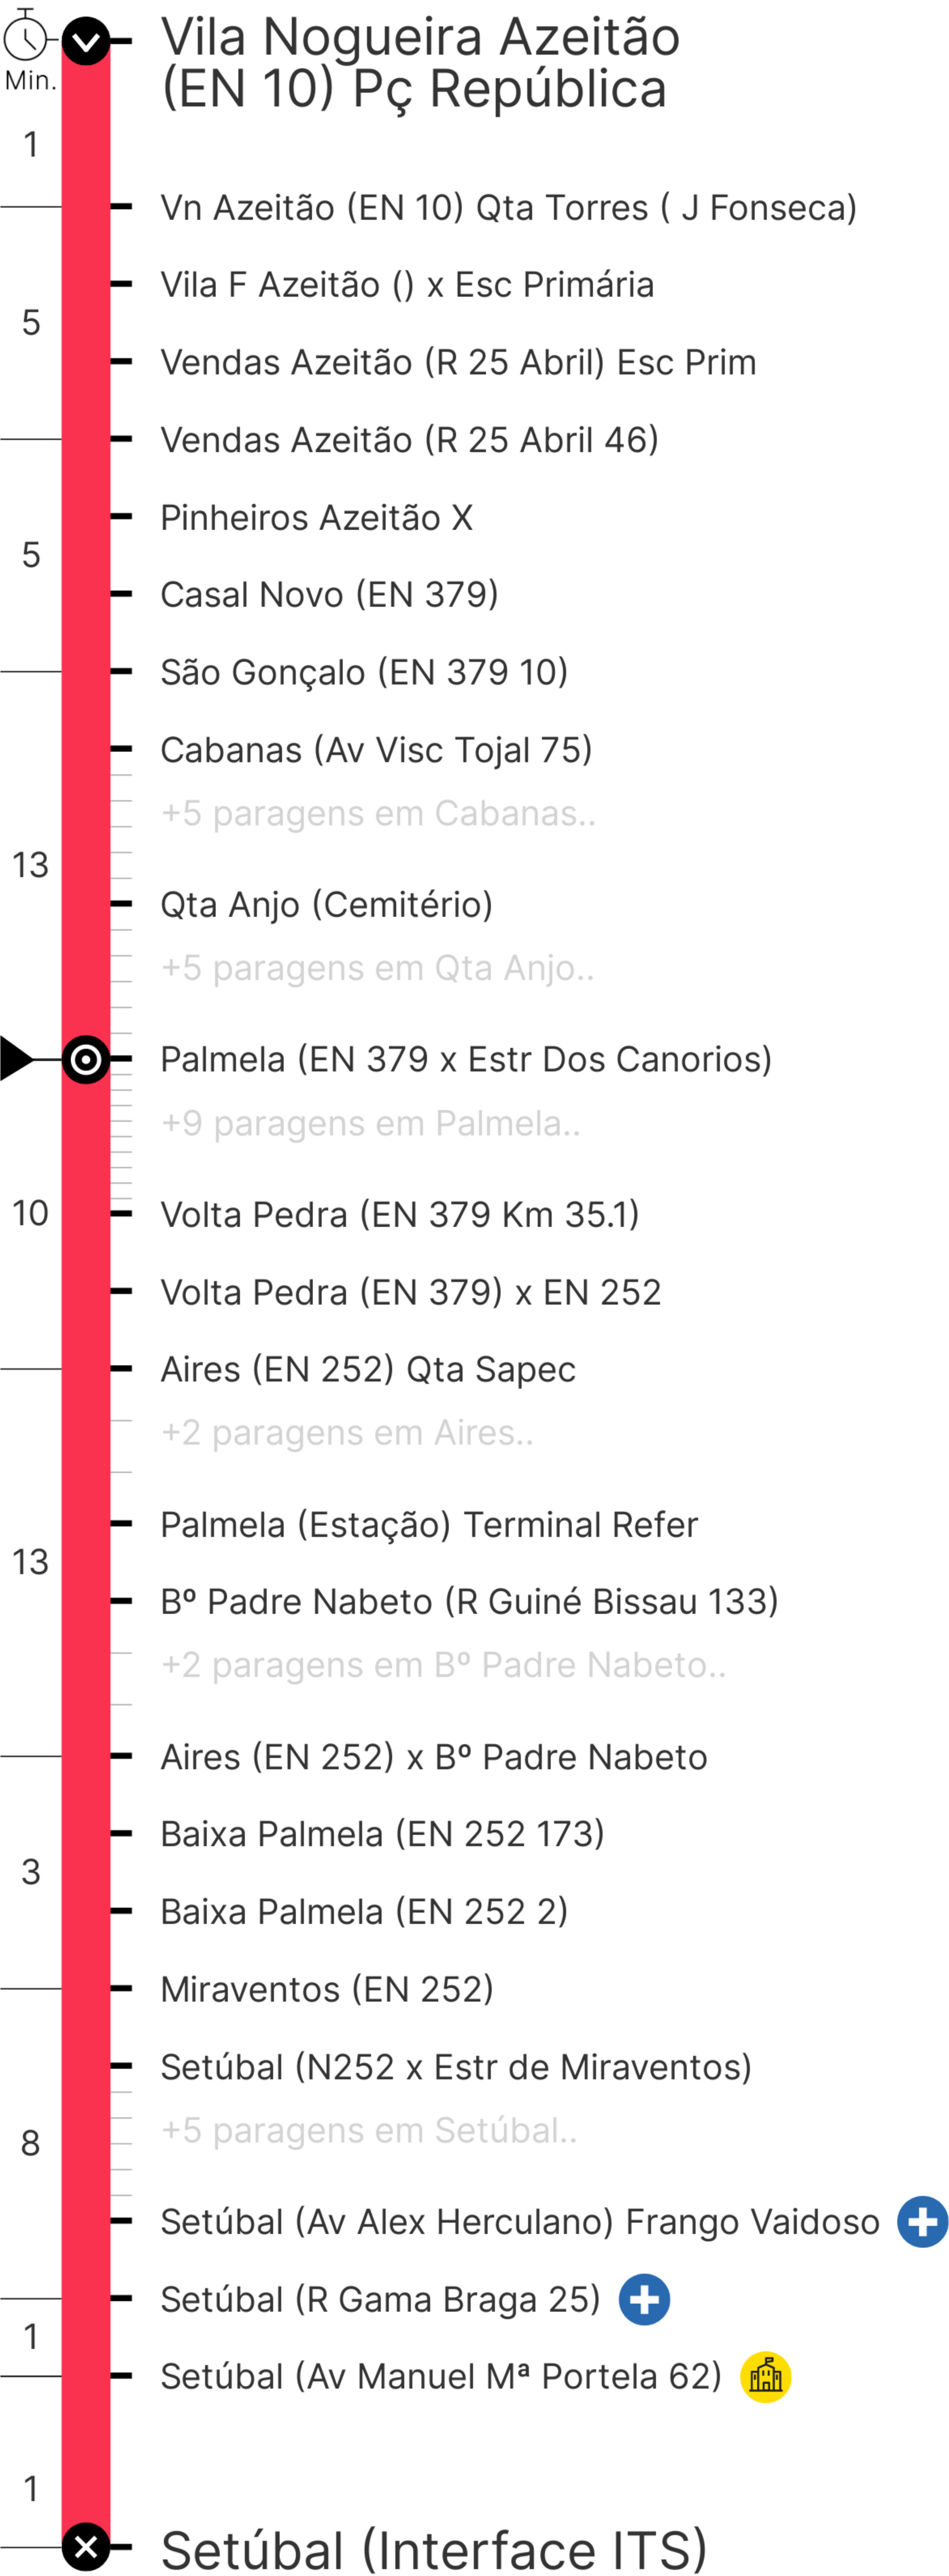 Vila Nogueira Azeitão
(EN 10) Pç República
Min.
1
Vn Azeitão (EN 10) Qta Torres ( J Fonseca)
Vila F Azeitão () x Esc Primária
5
Vendas Azeitão (R 25 Abril) Esc Prim
Vendas Azeitão (R 25 Abril 46)
Pinheiros Azeitão X
5
Casal Novo (EN 379)
São Gonçalo (EN 379 10)
Cabanas (Av Visc Tojal 75)
+5 paragens em Cabanas..
13
Qta Anjo (Cemitério)
+5 paragens em Qta Anjo..
Palmela (EN 379 x Estr Dos Canorios)
+9 paragens em Palmela..
10
Volta Pedra (EN 379 Km 35.1)
Volta Pedra (EN 379) x EN 252
Aires (EN 252) Qta Sapec
+2 paragens em Aires..
Palmela (Estação) Terminal Refer
13
Bº Padre Nabeto (R Guiné Bissau 133)
+2 paragens em Bº Padre Nabeto..
Aires (EN 252) x Bº Padre Nabeto
Baixa Palmela (EN 252 173)
3
Baixa Palmela (EN 252 2)
Miraventos (EN 252)
Setúbal (N252 x Estr de Miraventos)
+5 paragens em Setúbal..
8
Setúbal (Av Alex Herculano) Frango Vaidoso
Setúbal (R Gama Braga 25)
1
Setúbal (Av Manuel Mª Portela 62)
1
Setúbal (Interface ITS)